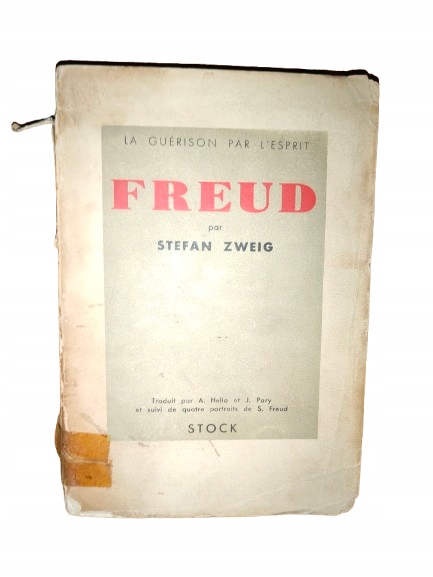 LA GUÉRISON PAR L'ESPRIT
FREUD
par
STEFAN ZWEIG
Traduit par A. Hella et J. Pary
et suivi de quatre portraits de S. Freud
STOCK